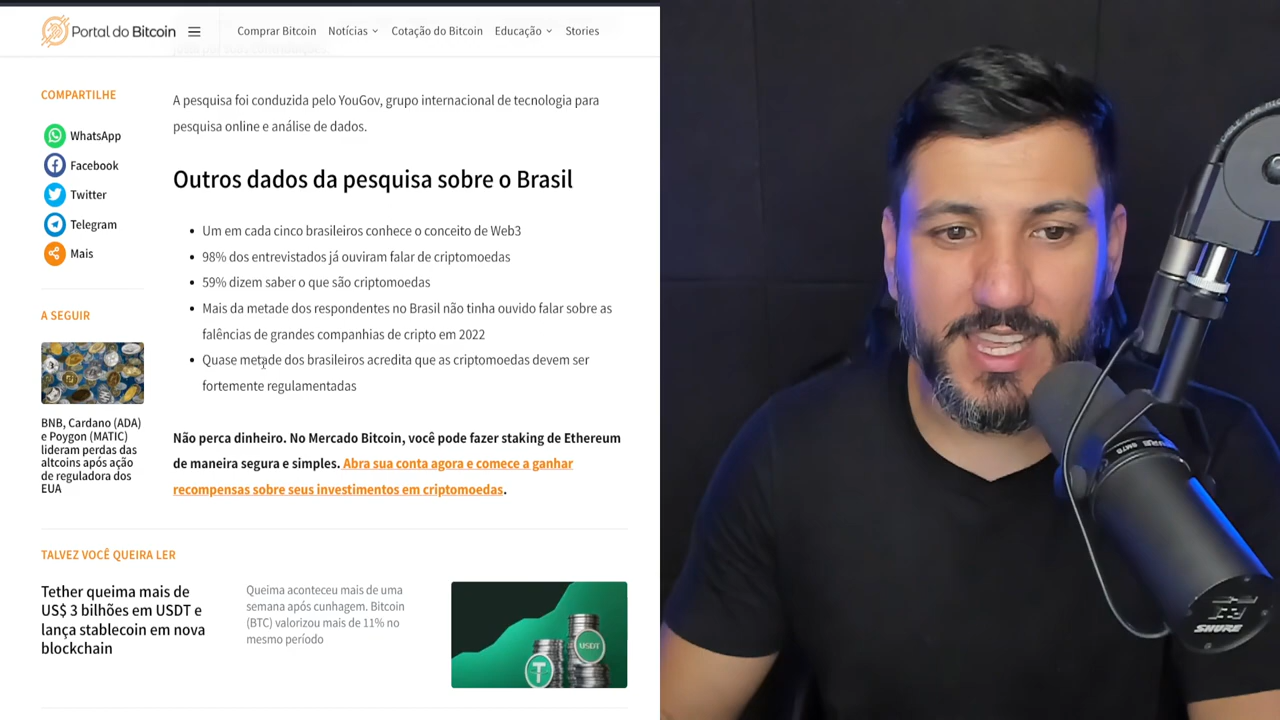 Portal do Bitcoin
Comprar Bitcoin Notícias Cotação do Bitcoin Educação Stories
COMPARTILHE
WhatsApp
Facebook
Twitter
Telegram
Mais
A SEGUIR
BNB, Cardano (ADA)
e Poygon (MATIC)
lideram perdas das
altcoins após ação
de reguladora dos
EUA
A pesquisa foi conduzida pelo YouGov, grupo internacional de tecnologia para
pesquisa online e análise de dados.
Outros dados da pesquisa sobre o Brasil
Um em cada cinco brasileiros conhece o conceito de Web3
98% dos entrevistados já ouviram falar de criptomoedas
59% dizem saber o que são criptomoedas
Mais da metade dos respondentes no Brasil não tinha ouvido falar sobre as
falências de grandes companhias de cripto em 2022
Quase metade dos brasileiros acredita que as criptomoedas devem ser
fortemente regulamentadas
Não perca dinheiro. No Mercado Bitcoin, você pode fazer staking de Ethereum
de maneira segura e simples. Abra sua conta agora e comece a ganhar
recompensas sobre seus investimentos em criptomoedas.
TALVEZ VOCÊ QUEIRA LER
Tether queima mais de
US$ 3 bilhões em USDT e
lança stablecoin em nova
blockchain
Queima aconteceu mais de uma
semana após cunhagem. Bitcoin
(BTC) valorizou mais de 11% no
mesmo período
USDT
SHURE